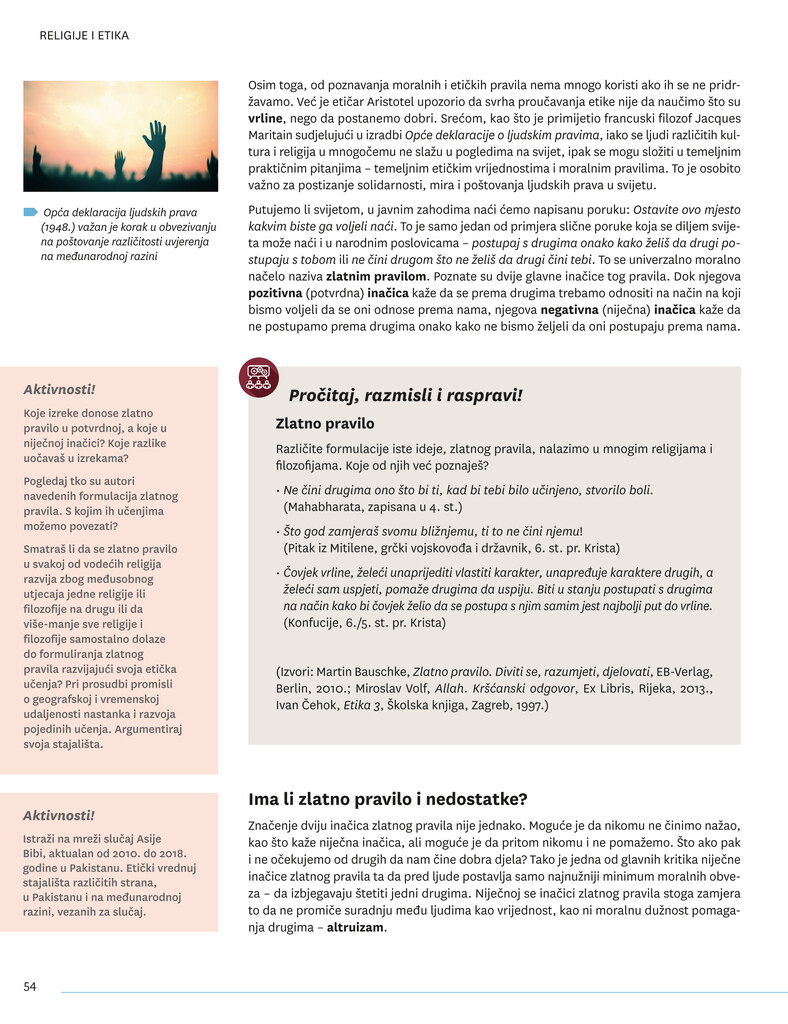 RELIGIJE I ETIKA
Opća deklaracija ljudskih prava
(1948.) važan je korak u obvezivanju
na poštovanje različitosti uvjerenja
na međunarodnoj razini
Osim toga, od poznavanja moralnih i etičkih pravila nema mnogo koristi ako ih se ne pridr-
žavamo. Već je etičar Aristotel upozorio da svrha proučavanja etike nije da naučimo što su
vrline, nego da postanemo dobri. Srećom, kao što je primijetio francuski filozof Jacques
Maritain sudjelujući u izradbi Opće deklaracije o ljudskim pravima, iako se ljudi različitih kul-
tura i religija u mnogočemu ne slažu u pogledima na svijet, ipak se mogu složiti u temeljnim
praktičnim pitanjima – temeljnim etičkim vrijednostima i moralnim pravilima. To je osobito
važno za postizanje solidarnosti, mira i poštovanja ljudskih prava u svijetu.
Putujemo li svijetom, u javnim zahodima naći ćemo napisanu poruku: Ostavite ovo mjesto
kakvim biste ga voljeli naći. To je samo jedan od primjera slične poruke koja se diljem svije-
ta može naći i u narodnim poslovicama – postupaj s drugima onako kako želiš da drugi po-
stupaju s tobom ili ne čini drugom što ne želiš da drugi čini tebi. To se univerzalno moralno
načelo naziva zlatnim pravilom. Poznate su dvije glavne inačice tog pravila. Dok njegova
pozitivna (potvrdna) inačica kaže da se prema drugima trebamo odnositi na način na koji
bismo voljeli da se oni odnose prema nama, njegova negativna (niječna) inačica kaže da
ne postupamo prema drugima onako kako ne bismo željeli da oni postupaju prema nama.
Aktivnosti!
Koje izreke donose zlatno
pravilo u potvrdnoj, a koje u
niječnoj inačici? Koje razlike
uočavaš u izrekama?
Pogledaj tko su autori
navedenih formulacija zlatnog
pravila. S kojim ih učenjima
možemo povezati?
Smatraš li da se zlatno pravilo
u svakoj od vodećih religija
razvija zbog međusobnog
utjecaja jedne religije ili
filozofije na drugu ili da
više-manje sve religije i
filozofije samostalno dolaze
do formuliranja zlatnog
pravila razvijajući svoja etička
učenja? Pri prosudbi promisli
o geografskoj i vremenskoj
udaljenosti nastanka i razvoja
pojedinih učenja. Argumentiraj
svoja stajališta.
Pročitaj, razmisli i raspravi!
Zlatno pravilo
Različite formulacije iste ideje, zlatnog pravila, nalazimo u mnogim religijama i
filozofijama. Koje od njih već poznaješ?
· Ne čini drugima ono što bi ti, kad bi tebi bilo učinjeno, stvorilo boli.
(Mahabharata, zapisana u 4. st.)
· Što god zamjeraš svomu bližnjemu, ti to ne čini njemu!
(Pitak iz Mitilene, grčki vojskovođa i državnik, 6. st. pr. Krista)
· Čovjek vrline, želeći unaprijediti vlastiti karakter, unapređuje karaktere drugih, a
želeći sam uspjeti, pomaže drugima da uspiju. Biti u stanju postupati s drugima
na način kako bi čovjek želio da se postupa s njim samim jest najbolji put do vrline.
(Konfucije, 6./5. st. pr. Krista)
(Izvori: Martin Bauschke, Zlatno pravilo. Diviti se, razumjeti, djelovati, EB-Verlag,
Berlin, 2010.; Miroslav Volf, Allah. Kršćanski odgovor, Ex Libris, Rijeka, 2013.,
Ivan Čehok, Etika 3, Školska knjiga, Zagreb, 1997.)
Aktivnosti!
Istraži na mreži slučaj Asije
Bibi, aktualan od 2010. do 2018.
godine u Pakistanu. Etički vrednuj
stajališta različitih strana,
u Pakistanu i na međunarodnoj
razini, vezanih za slučaj.
Ima li zlatno pravilo i nedostatke?
Značenje dviju inačica zlatnog pravila nije jednako. Moguće je da nikomu ne činimo nažao,
kao što kaže niječna inačica, ali moguće je da pritom nikomu i ne pomažemo. Što ako pak
i ne očekujemo od drugih da nam čine dobra djela? Tako je jedna od glavnih kritika niječne
inačice zlatnog pravila ta da pred ljude postavlja samo najnužniji minimum moralnih obve-
za – da izbjegavaju štetiti jedni drugima. Niječnoj se inačici zlatnog pravila stoga zamjera
to da ne promiče suradnju među ljudima kao vrijednost, kao ni moralnu dužnost pomaga-
nja drugima – altruizam.
54